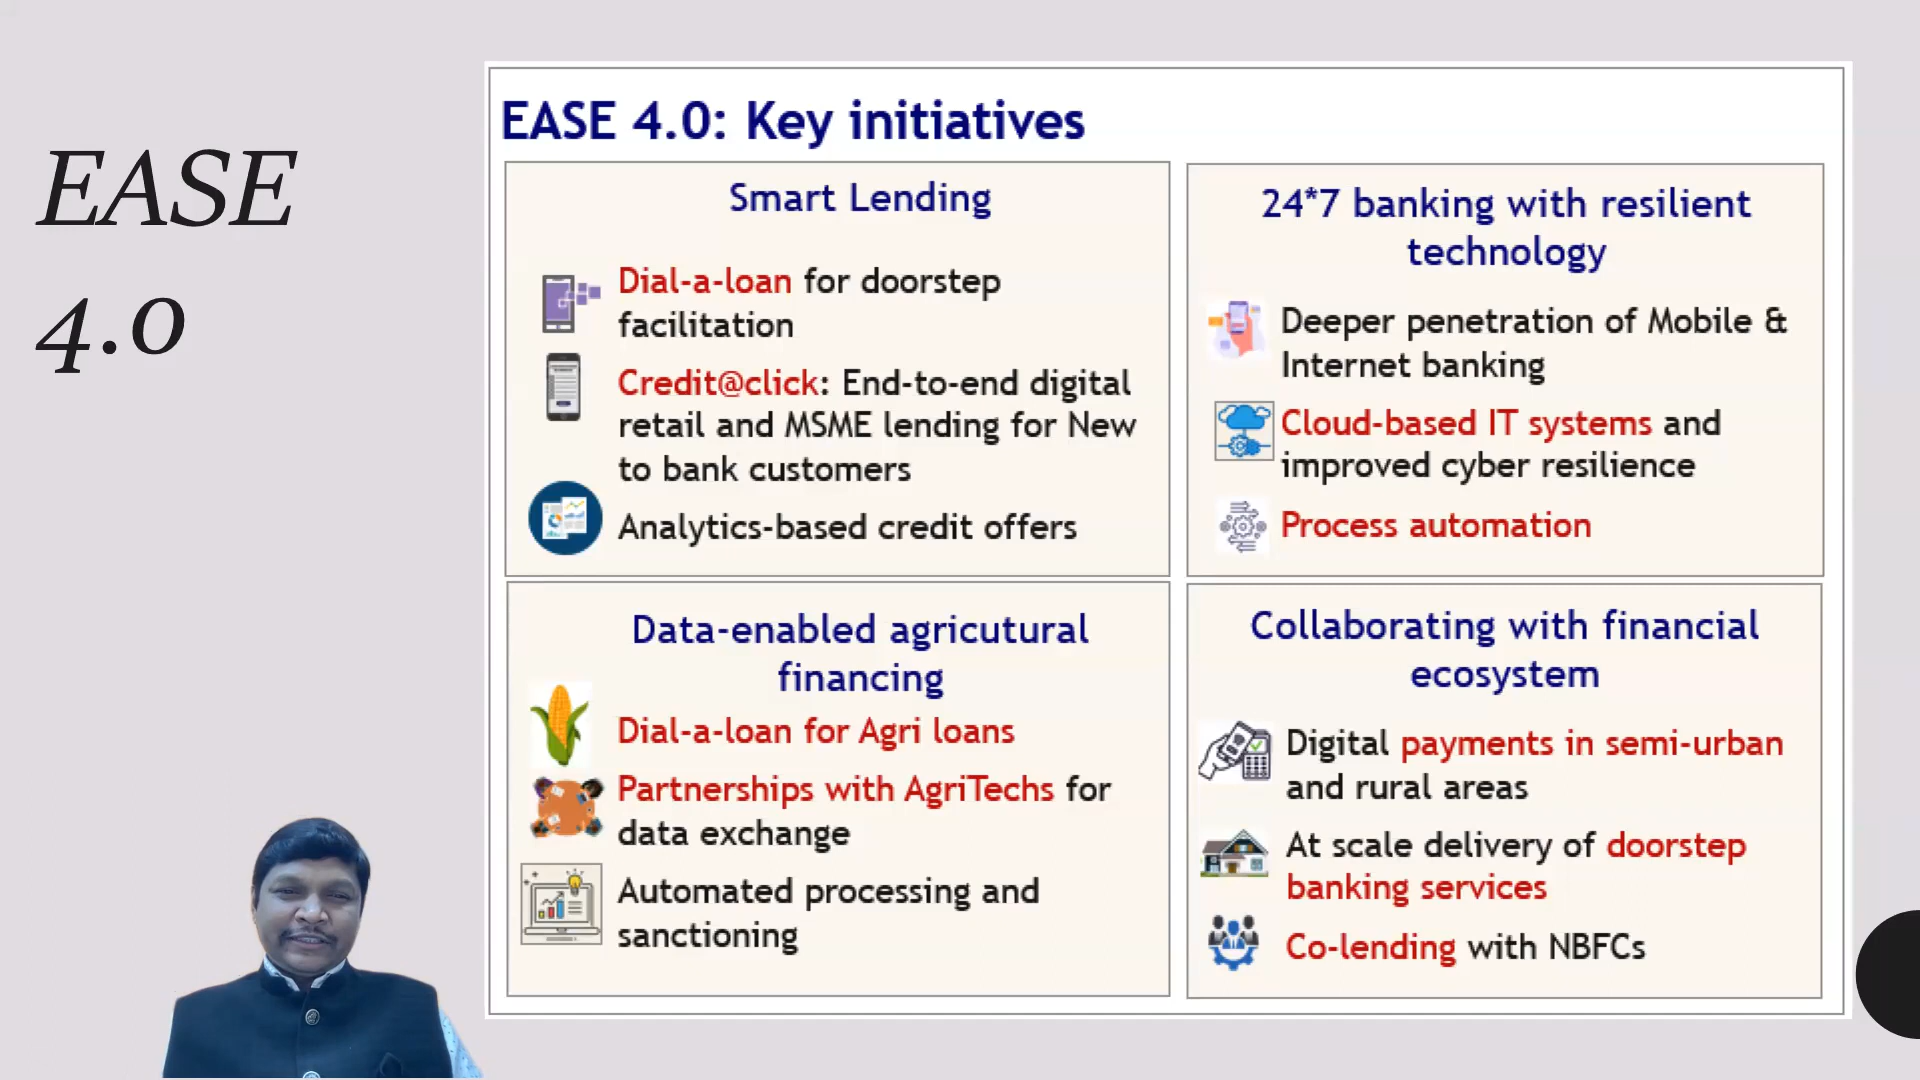 EASE
4.0
EASE 4.0: Key initiatives
Smart Lending
Dial-a-loan for doorstep
facilitation
Credit@click: End-to-end digital
retail and MSME lending for New
to bank customers
Analytics-based credit offers
24*7 banking with resilient
technology
Deeper penetration of Mobile &
Internet banking
Cloud-based IT systems and
improved cyber resilience
Process automation
Data-enabled agricutural
financing
Dial-a-loan for Agri loans
Partnerships with AgriTechs for
data exchange
Automated processing and
sanctioning
Collaborating with financial
ecosystem
Digital payments in semi-urban
and rural areas
At scale delivery of doorstep
banking services
Co-lending with NBFCs